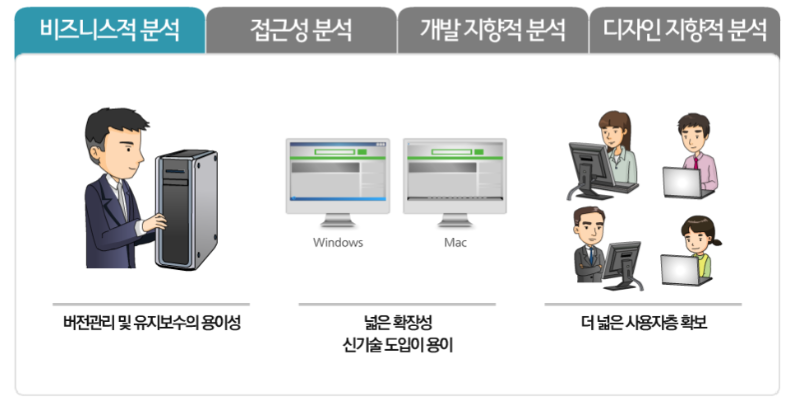 비즈니스적 분석
접근성 분석
개발 지향적 분석
디자인 지향적 분석
Windows
Mac
버전관리 및 유지보수의 용이성
넓은 확장성
신기술 도입이 용이
더 넓은 사용자층 확보